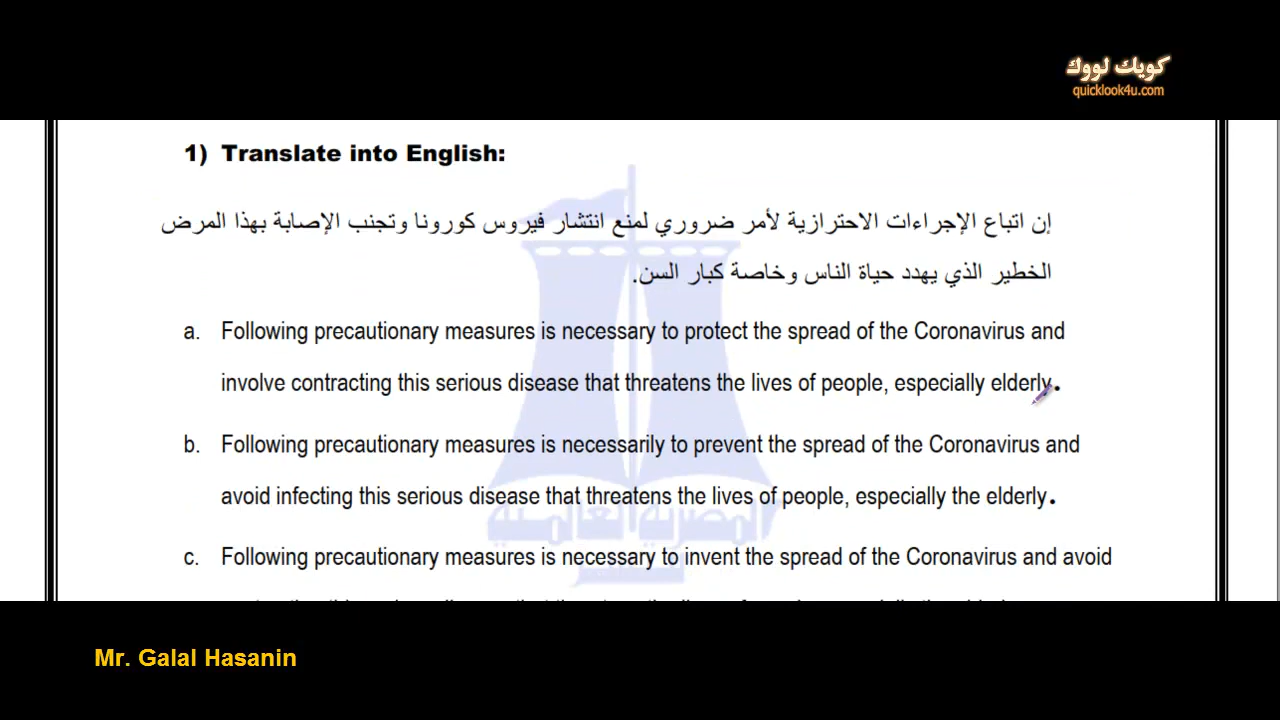 كويك لووك
quicklook4u.com
1) Translate into English:
إن اتباع الإجراءات الاحترازية لأمر ضروري لمنع انتشار فيروس كورونا وتجنب الإصابة بهذا المرض
الخطير الذي يهدد حياة الناس وخاصة كبار السن.
a. Following precautionary measures is necessary to protect the spread of the Coronavirus and
involve contracting this serious disease that threatens the lives of people, especially elderly.
b. Following precautionary measures is necessarily to prevent the spread of the Coronavirus and
avoid infecting this serious disease that threatens the lives of people, especially the elderly.
المصرية العالمية
c. Following precautionary measures is necessary to invent the spread of the Coronavirus and avoid
Mr. Galal Hasanin